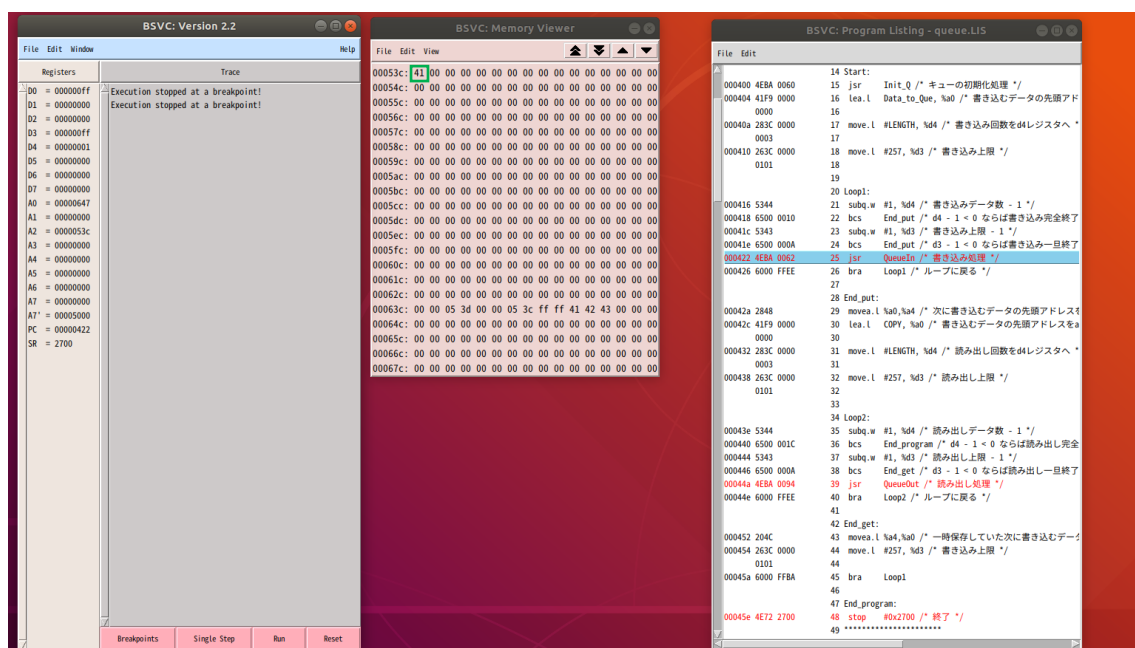 BSVC: Version 2.2
File Edit Window Help
Registers
D0 = 000000ff
D1 = 00000000
D2 = 00000000
D3 = 000000ff
D4 = 00000001
D5 = 00000000
D6 = 00000000
D7 = 00000000
A0 = 00000647
A1 = 00000000
A2 = 0000053c
A3 = 00000000
A4 = 00000000
A5 = 00000000
A6 = 00000000
A7 = 00000000
A7' = 00005000
PC = 00000422
SR = 2700
Trace
Execution stopped at a breakpoint!
Execution stopped at a breakpoint!
Breakpoints Single Step Run Reset
BSVC: Memory Viewer
File Edit View
00053c: 41 00 00 00 00 00 00 00 00 00 00 00 00 00 00 00
00054c: 00 00 00 00 00 00 00 00 00 00 00 00 00 00 00 00
00055c: 00 00 00 00 00 00 00 00 00 00 00 00 00 00 00 00
00056c: 00 00 00 00 00 00 00 00 00 00 00 00 00 00 00 00
00057c: 00 00 00 00 00 00 00 00 00 00 00 00 00 00 00 00
00058c: 00 00 00 00 00 00 00 00 00 00 00 00 00 00 00 00
00059c: 00 00 00 00 00 00 00 00 00 00 00 00 00 00 00 00
0005ac: 00 00 00 00 00 00 00 00 00 00 00 00 00 00 00 00
0005bc: 00 00 00 00 00 00 00 00 00 00 00 00 00 00 00 00
0005cc: 00 00 00 00 00 00 00 00 00 00 00 00 00 00 00 00
0005dc: 00 00 00 00 00 00 00 00 00 00 00 00 00 00 00 00
0005ec: 00 00 00 00 00 00 00 00 00 00 00 00 00 00 00 00
0005fc: 00 00 00 00 00 00 00 00 00 00 00 00 00 00 00 00
00060c: 00 00 00 00 00 00 00 00 00 00 00 00 00 00 00 00
00061c: 00 00 00 00 00 00 00 00 00 00 00 00 00 00 00 00
00062c: 00 00 00 00 00 00 00 00 00 00 00 00 00 00 00 00
00063c: 00 00 05 3d 00 00 05 3c ff ff 41 42 43 00 00 00
00064c: 00 00 00 00 00 00 00 00 00 00 00 00 00 00 00 00
00065c: 00 00 00 00 00 00 00 00 00 00 00 00 00 00 00 00
00066c: 00 00 00 00 00 00 00 00 00 00 00 00 00 00 00 00
00067c: 00 00 00 00 00 00 00 00 00 00 00 00 00 00 00 00
BSVC: Program Listing - queue.LIS
File Edit
14 Start:
000400 4EBA 0060 15 jsr Init_Q /* キューの初期化処理 */
000404 41F9 0000 16 lea.l Data_to_Que, %a0 /* 書き込むデータの先頭アド
0000 16
00040a 283C 0000 17 move.l #LENGTH, %d4 /* 書き込み回数をd4レジスタへ *
0003 17
000410 263C 0000 18 move.l #257, %d3 /* 書き込み上限 */
0101 18
19
20 Loop1:
000416 5344 21 subq.w #1, %d4 /* 書き込みデータ数 - 1 */
000418 6500 0010 22 bcs End_put /* d4 - 1 < 0 ならば書き込み完全終了
00041c 5343 23 subq.w #1, %d3 /* 書き込み上限 - 1 */
00041e 6500 000A 24 bcs End_put /* d3 - 1 < 0 ならば書き込み一旦終了
000422 4EBA 0062 25 jsr QueueIn /* 書き込み処理 */
000426 6000 FFEE 26 bra Loop1 /* ループに戻る */
27
28 End_put:
00042a 2848 29 movea.l %a0,%a4 /* 次に書き込むデータの先頭アドレスを
00042c 41F9 0000 30 lea.l COPY, %a0 /* 書き込むデータの先頭アドレスをa
0000 30
000432 283C 0000 31 move.l #LENGTH, %d4 /* 読み出し回数をd4レジスタへ *
0003 31
000438 263C 0000 32 move.l #257, %d3 /* 読み出し上限 */
0101 32
33
34 Loop2:
00043e 5344 35 subq.w #1, %d4 /* 読み出しデータ数 - 1 */
000440 6500 001C 36 bcs End_program /* d4 - 1 < 0 ならば読み出し完全
000444 5343 37 subq.w #1, %d3 /* 読み出し上限 - 1 */
000446 6500 000A 38 bcs End_get /* d3 - 1 < 0 ならば読み出し一旦終了
00044a 4EBA 0094 39 jsr QueueOut /* 読み出し処理 */
00044e 6000 FFEE 40 bra Loop2 /* ループに戻る */
41
42 End_get:
000452 204C 43 movea.l %a4,%a0 /* 一時保存していた次に書き込むデー
000454 263C 0000 44 move.l #257, %d3 /* 書き込み上限 */
0101 44
00045a 6000 FFBA 45 bra Loop1
46
47 End_program:
00045e 4E72 2700 48 stop #0x2700 /* 終了 */
49 **********************